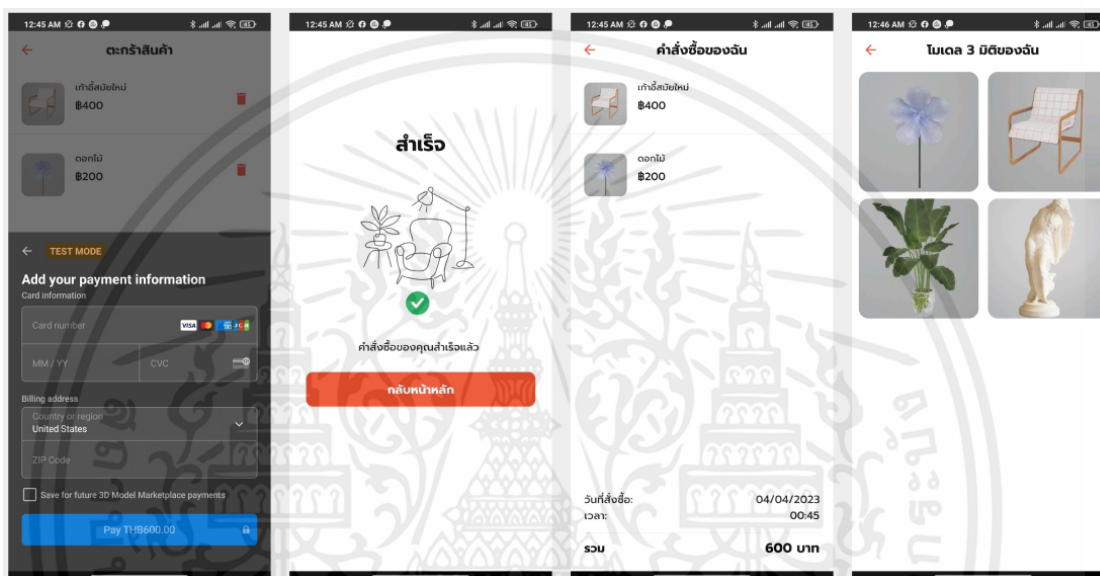 12:45 AM
45
ตะกร้าสินค้า
เก้าอี้สมัยใหม่
฿400
ดอกไม้
฿200
TEST MODE
Add your payment information
Card information
Card number
VISA
MM / YY
CVC
Billing address
Country or region
United States
ZIP Code
Save for future 3D Model Marketplace payments
Pay THB600.00
12:45 AM
45
สำเร็จ
คำสั่งซื้อของคุณสำเร็จแล้ว
กลับหน้าหลัก
12:45 AM
45
คำสั่งซื้อของฉัน
เก้าอี้สมัยใหม่
฿400
ดอกไม้
฿200
วันที่สั่งซื้อ: 04/04/2023
เวลา: 00:45
รวม 600 บาท
12:46 AM
45
โมเดล 3 มิติของฉัน